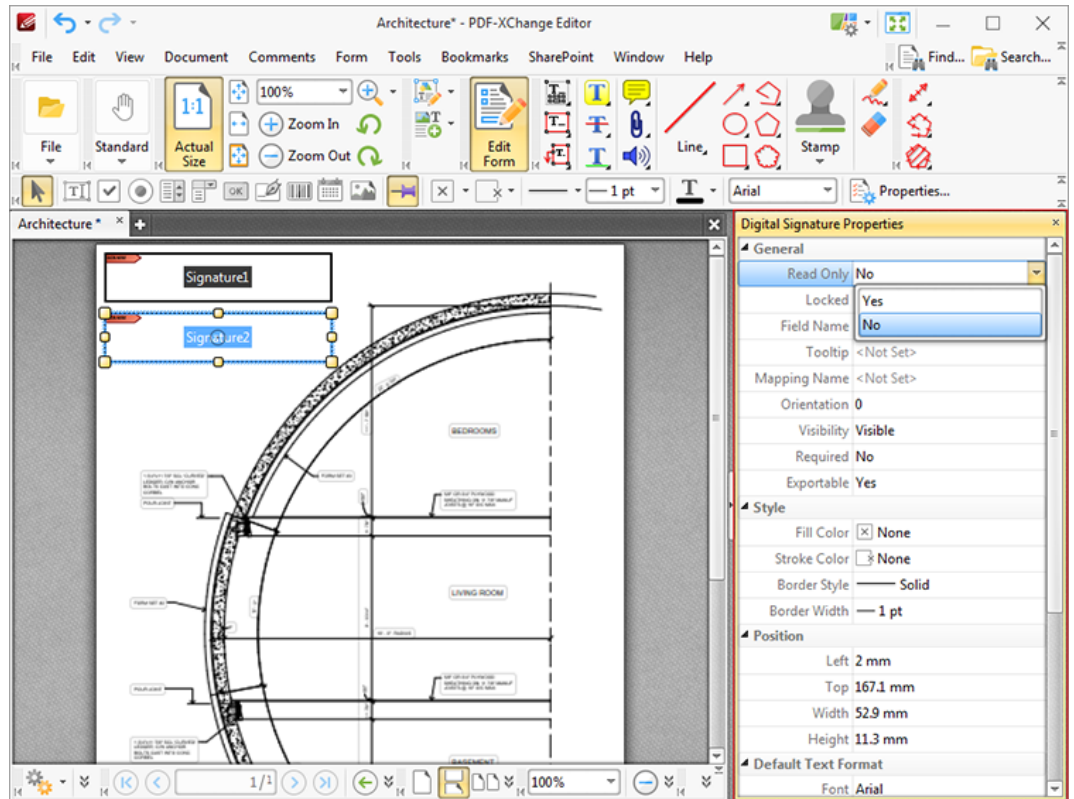 Architecture* - PDF-XChange Editor
File Edit View Document Comments Form Tools Bookmarks SharePoint Window Help
Find... Search...
100%
1:1
Zoom In
Zoom Out
File
Standard
Actual Size
Edit Form
Line
Stamp
OK
1 pt
Arial
Properties...
Architecture *
Signature1
Signature2
BEDROOMS
LIVING ROOM
BASEMENT
1/1
100%
Digital Signature Properties
General
Read Only No
Yes
No
Locked
Field Name
Tooltip <Not Set>
Mapping Name <Not Set>
Orientation 0
Visibility Visible
Required No
Exportable Yes
Style
Fill Color None
Stroke Color None
Border Style Solid
Border Width 1 pt
Position
Left 2 mm
Top 167.1 mm
Width 52.9 mm
Height 11.3 mm
Default Text Format
Font Arial